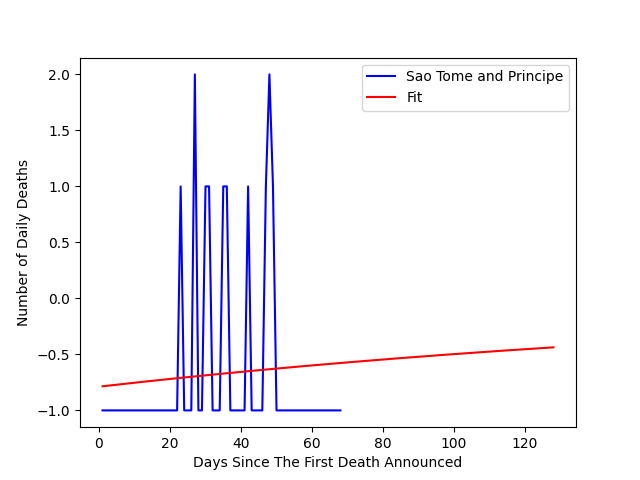 Sao Tome and Principe
Fit
2.0
1.5
1.0
0.5
0.0
−0.5
−1.0
Number of Daily Deaths
0 20 40 60 80 100 120
Days Since The First Death Announced